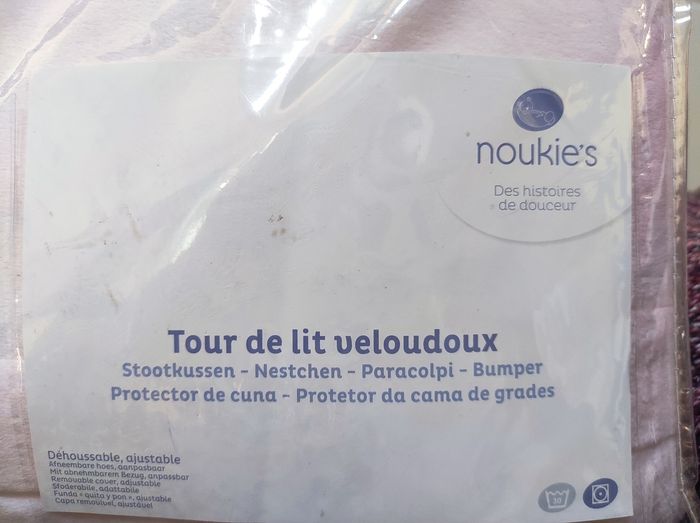 noukie's
Des histoires
de douceur
Tour de lit veloudoux
Stootkussen - Nestchen - Paracolpi - Bumper
Protector de cuna - Protetor da cama de grades
Déhoussable, ajustable
Afneembare hoes, aanpasbaar
Mit abnehmbarem Bezug, anpassbar
Removable cover, adjustable
Sfoderabile, adattabile
Funda « quita y pon », ajustable
Capa removível, ajustável
30